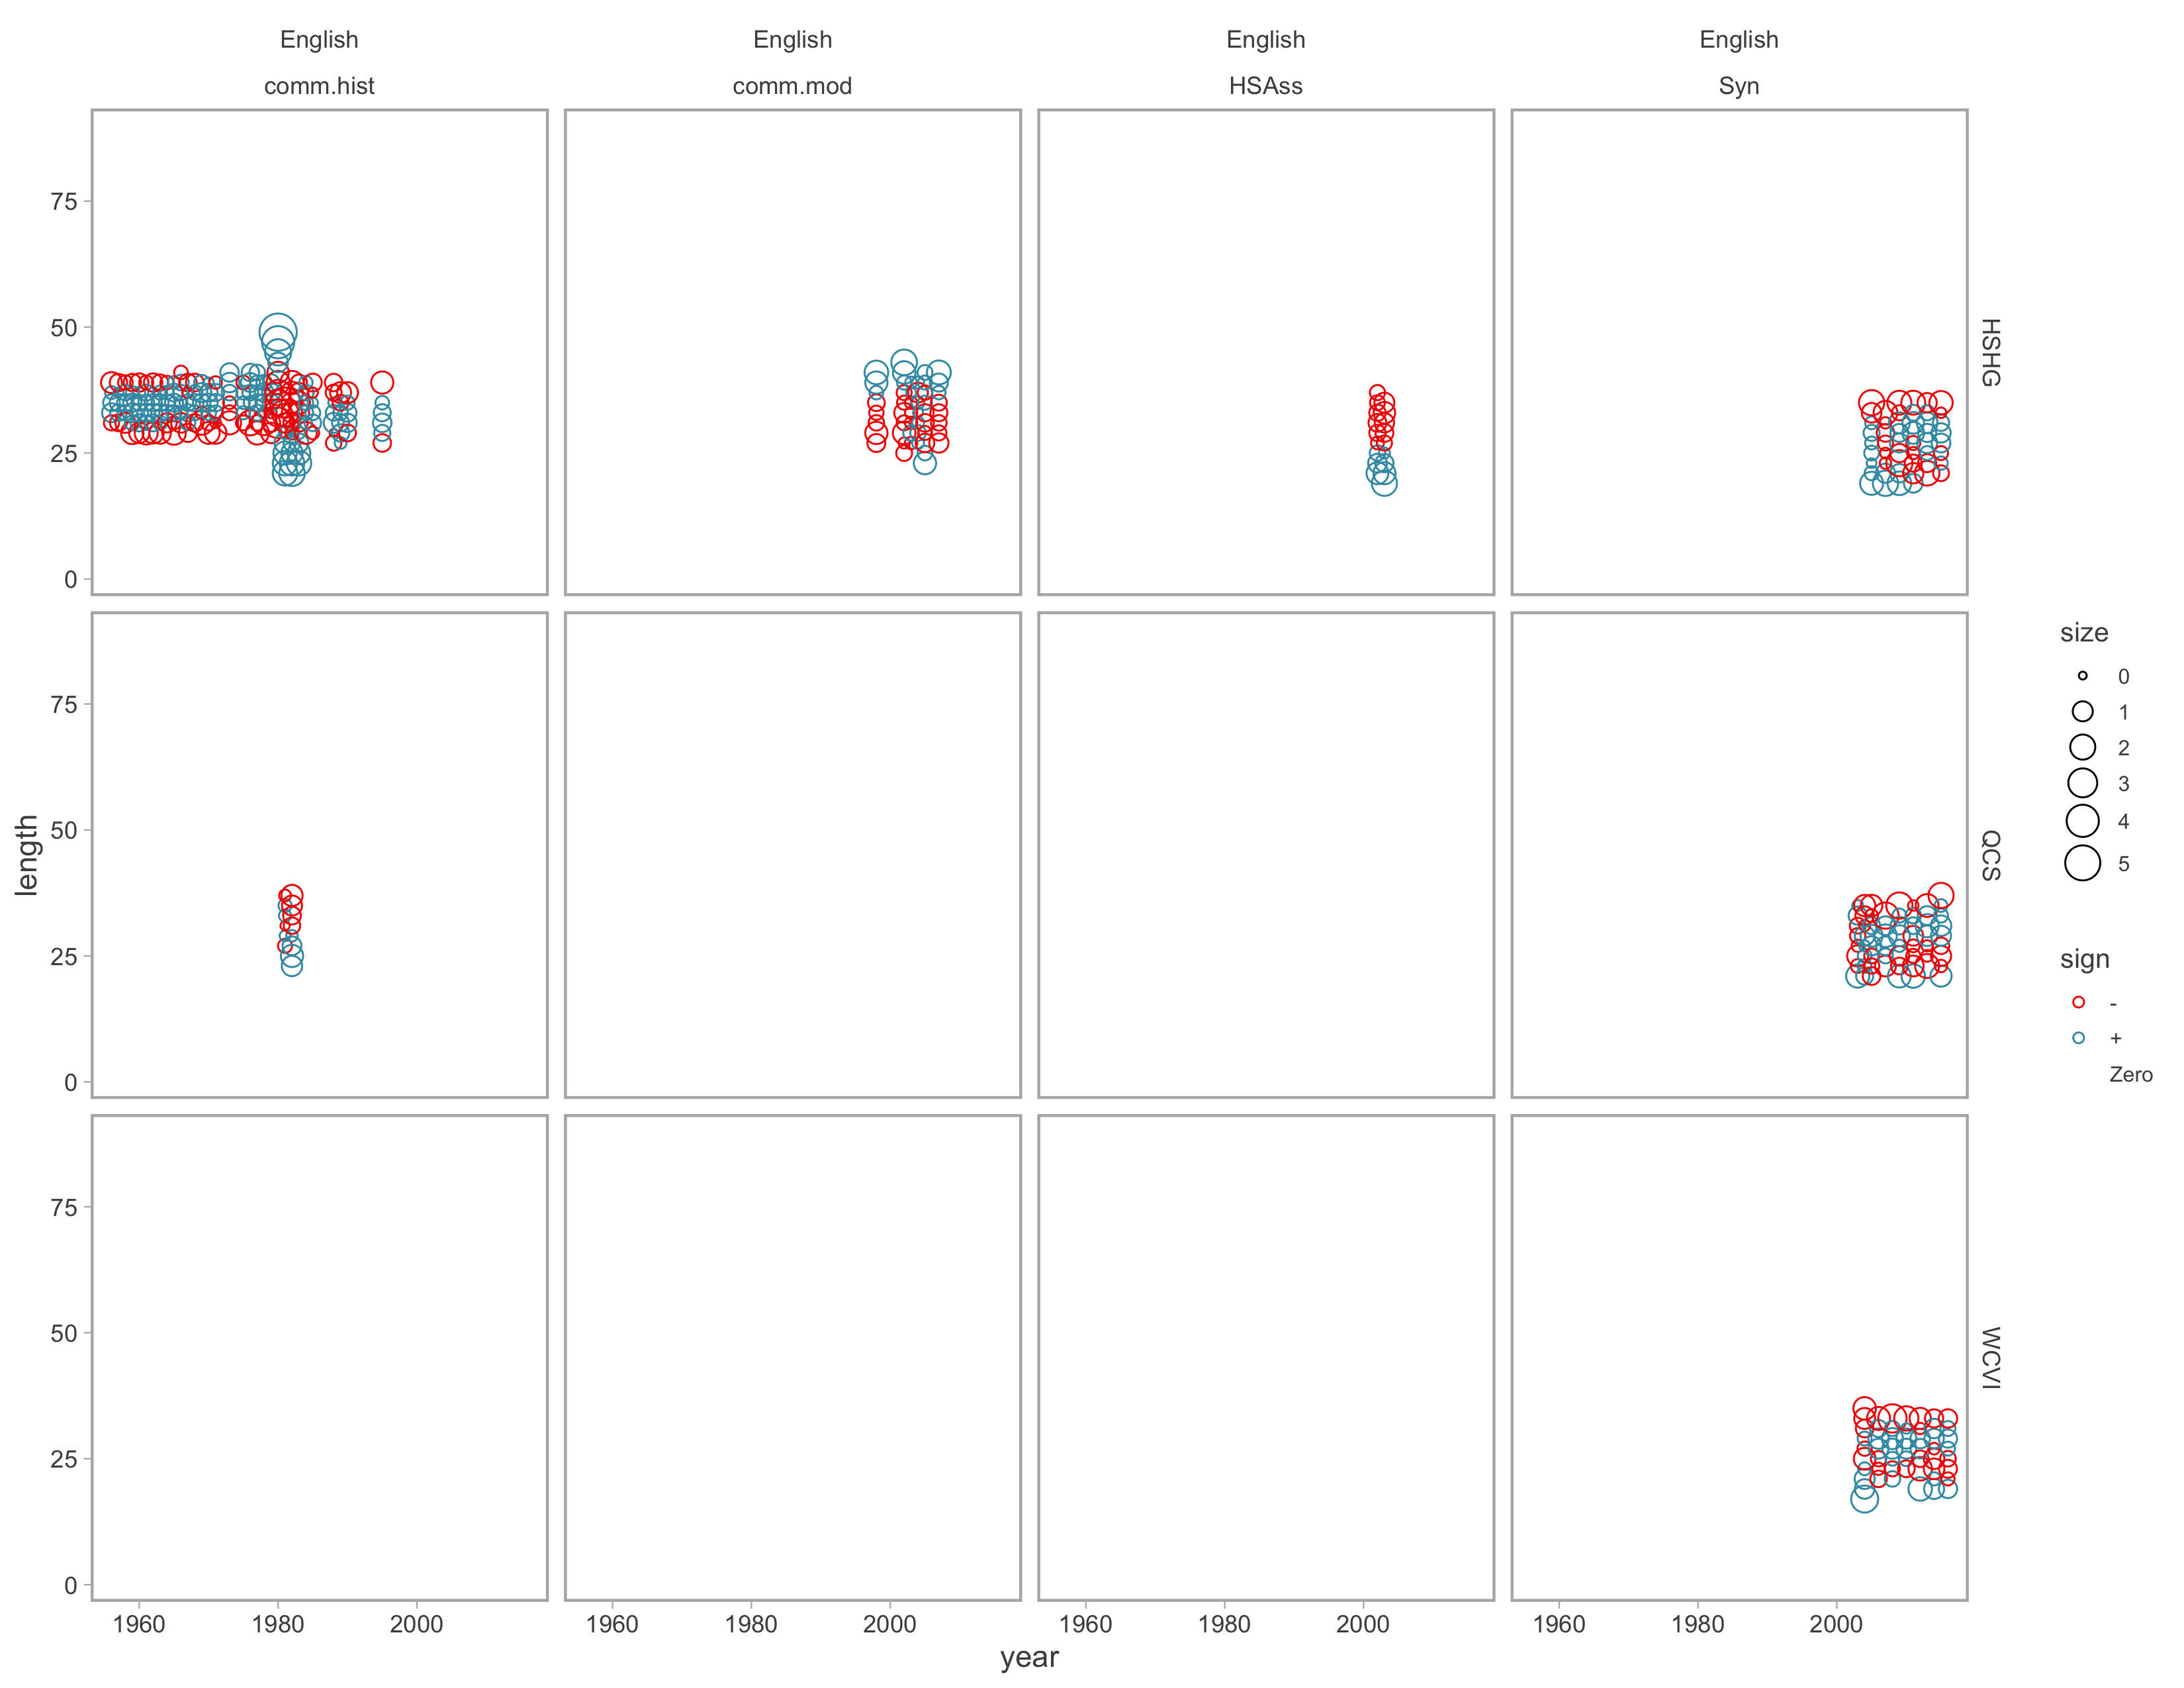 English English English English
comm.hist comm.mod HSAss Syn
75
50
25
0
HSHG
75
50
25
0
QCS
75
50
25
0
WCVI
1960 1980 2000 1960 1980 2000 1960 1980 2000 1960 1980 2000
year
length
size
0
1
2
3
4
5
sign
-
+
Zero